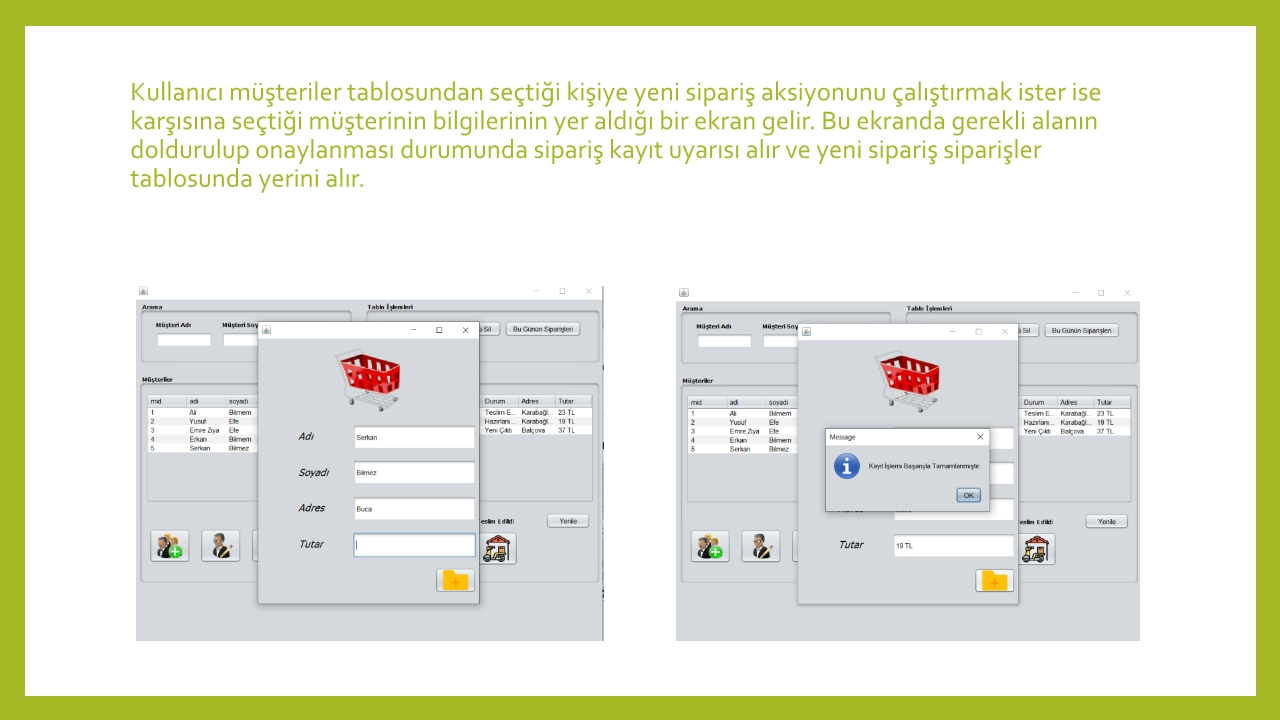 Kullanıcı müşteriler tablosundan seçtiği kişiye yeni sipariş aksiyonunu çalıştırmak ister ise
karşısına seçtiği müşterinin bilgilerinin yer aldığı bir ekran gelir. Bu ekranda gerekli alanın
doldurulup onaylanması durumunda sipariş kayıt uyarısı alır ve yeni sipariş siparişler
tablosunda yerini alır.
Arama
Tablo İşlemleri
Müşteri Adı
Müşteri Soy
Sil
Bu Günün Siparişleri
Müşteriler
mid adi soyadi
1 Ali Bilmem
2 Yusuf Efe
3 Emre Ziya Efe
4 Erkan Bilmem
5 Serkan Bilmez
Durum Adres Tutar
Teslim E... Karabağl... 23 TL
Hazırlanı... Karabağl... 19 TL
Yeni Çıktı Balçova 37 TL
Adı Serkan
Soyadı Bilmez
Adres Buca
Tutar
eslim Edildi
Yenile
Arama
Tablo İşlemleri
Müşteri Adı
Müşteri Soy
Sil
Bu Günün Siparişleri
Müşteriler
mid adi soyadi
1 Ali Bilmem
2 Yusuf Efe
3 Emre Ziya Efe
4 Erkan Bilmem
5 Serkan Bilmez
Durum Adres Tutar
Teslim E... Karabağl... 23 TL
Hazırlanı... Karabağl... 19 TL
Yeni Çıktı Balçova 37 TL
Message
Kayıt İşlemi Başarıyla Tamamlanmıştır.
OK
Tutar 19 TL
eslim Edildi
Yenile